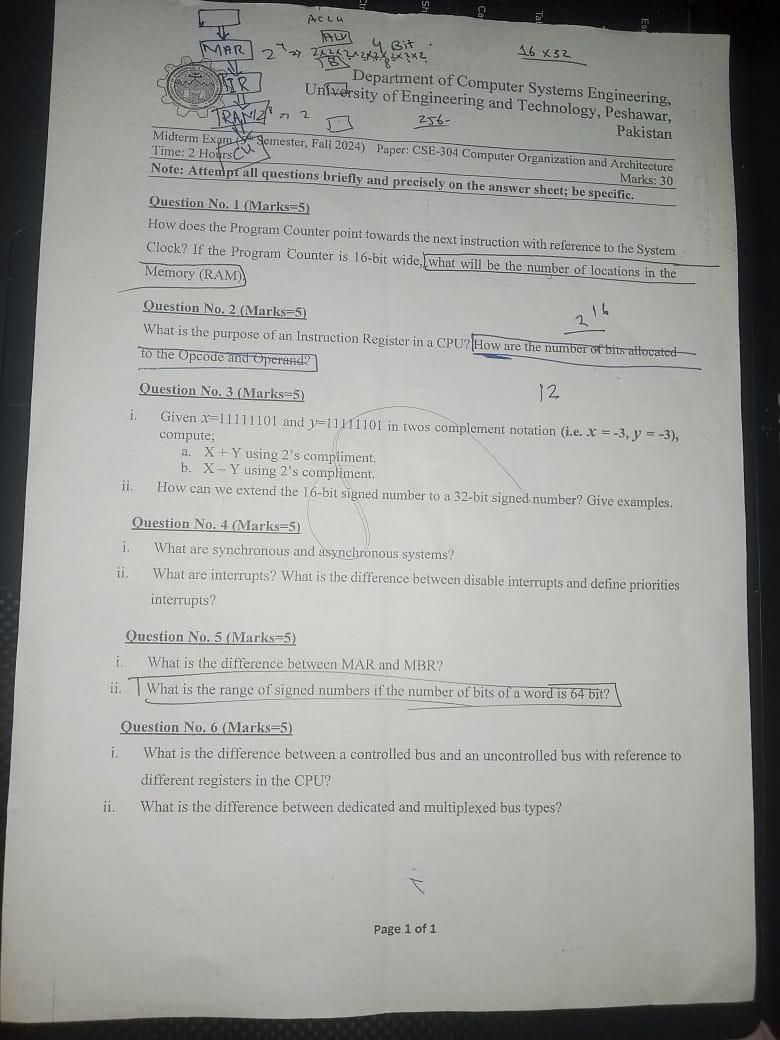 ACCU
MAR
2⁷ ⇒
4 Bit
16 x 32
IR
Department of Computer Systems Engineering,
University of Engineering and Technology, Peshawar,
Pakistan
256-
Midterm Exam Semester, Fall 2024) Paper: CSE-304 Computer Organization and Architecture
Time: 2 Hours Marks: 30
CU
Note: Attempt all questions briefly and precisely on the answer sheet; be specific.
Question No. 1 (Marks=5)
How does the Program Counter point towards the next instruction with reference to the System
Clock? If the Program Counter is 16-bit wide, what will be the number of locations in the
Memory (RAM)
Question No. 2 (Marks=5)
2¹⁶
What is the purpose of an Instruction Register in a CPU? How are the number of bits allocated
to the Opcode and Operand?
12
Question No. 3 (Marks=5)
i. Given x=11111101 and y=11111101 in twos complement notation (i.e. x = -3, y = -3),
compute;
a. X + Y using 2's compliment.
b. X – Y using 2's compliment.
ii. How can we extend the 16-bit signed number to a 32-bit signed number? Give examples.
Question No. 4 (Marks=5)
i. What are synchronous and asynchronous systems?
ii. What are interrupts? What is the difference between disable interrupts and define priorities
interrupts?
Question No. 5 (Marks=5)
i. What is the difference between MAR and MBR?
ii. What is the range of signed numbers if the number of bits of a word is 64 bit?
Question No. 6 (Marks=5)
i. What is the difference between a controlled bus and an uncontrolled bus with reference to
different registers in the CPU?
ii. What is the difference between dedicated and multiplexed bus types?
Page 1 of 1